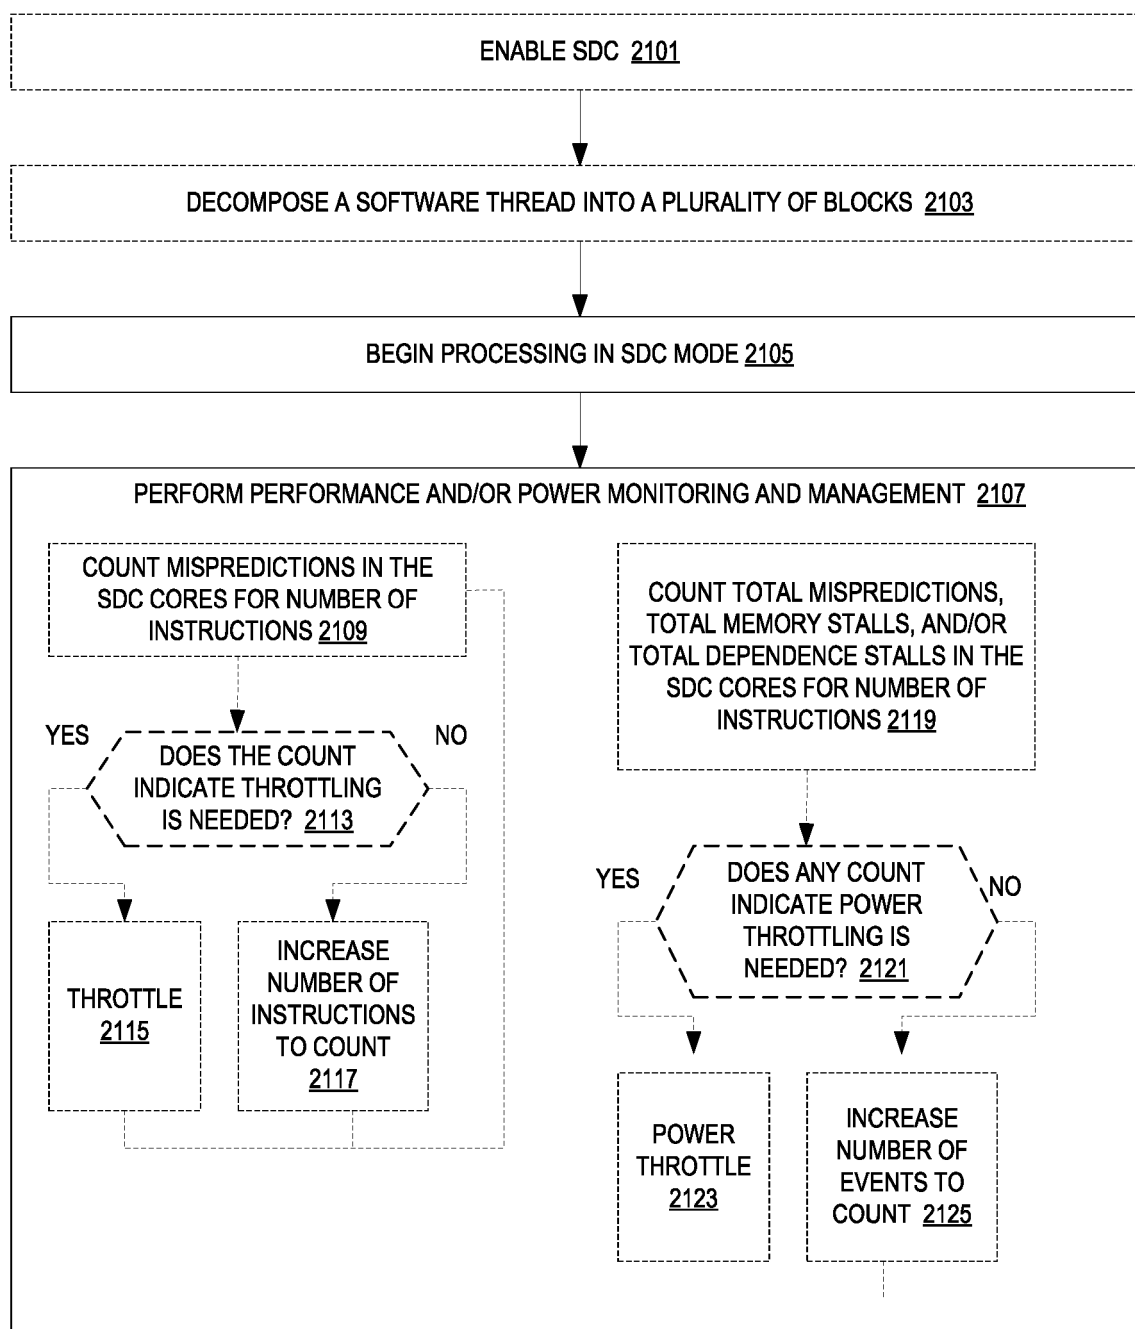 ENABLE SDC 2101
DECOMPOSE A SOFTWARE THREAD INTO A PLURALITY OF BLOCKS 2103
BEGIN PROCESSING IN SDC MODE 2105
PERFORM PERFORMANCE AND/OR POWER MONITORING AND MANAGEMENT 2107
COUNT MISPREDICTIONS IN THE
SDC CORES FOR NUMBER OF
INSTRUCTIONS 2109
YES
NO
DOES THE COUNT
INDICATE THROTTLING
IS NEEDED? 2113
THROTTLE
2115
INCREASE
NUMBER OF
INSTRUCTIONS
TO COUNT
2117
COUNT TOTAL MISPREDICTIONS,
TOTAL MEMORY STALLS, AND/OR
TOTAL DEPENDENCE STALLS IN THE
SDC CORES FOR NUMBER OF
INSTRUCTIONS 2119
YES
NO
DOES ANY COUNT
INDICATE POWER
THROTTLING IS
NEEDED? 2121
POWER
THROTTLE
2123
INCREASE
NUMBER OF
EVENTS TO
COUNT 2125